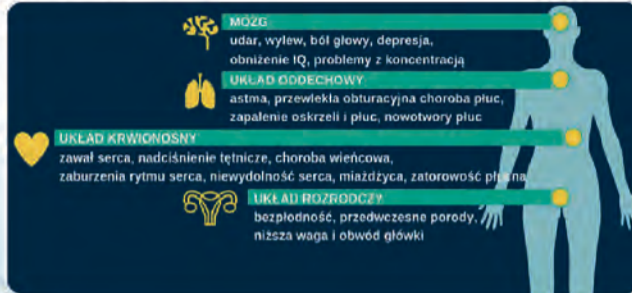 MÓZG
udar, wylew, ból głowy, depresja,
obniżenie IQ, problemy z koncentracją
UKŁAD ODDECHOWY
astma, przewlekła obturacyjna choroba płuc,
zapalenie oskrzeli i płuc, nowotwory płuc
UKŁAD KRWIONOSNY
zawał serca, nadciśnienie tętnicze, choroba wieńcowa,
zaburzenia rytmu serca, niewydolność serca, miażdżyca, zatorowość płucna
UKŁAD ROZRODCZY
bezpłodność, przedwczesne porody,
niższa waga i obwód główki